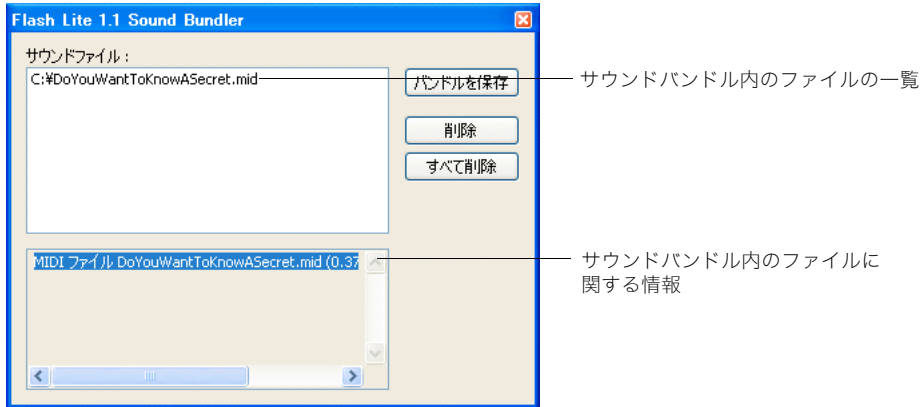 Flash Lite 1.1 Sound Bundler
サウンドファイル :
C:¥DoYouWantToKnowASecret.mid
バンドルを保存
サウンドバンドル内のファイルの一覧
削除
すべて削除
MIDI ファイル DoYouWantToKnowASecret.mid (0.37
サウンドバンドル内のファイルに
関する情報